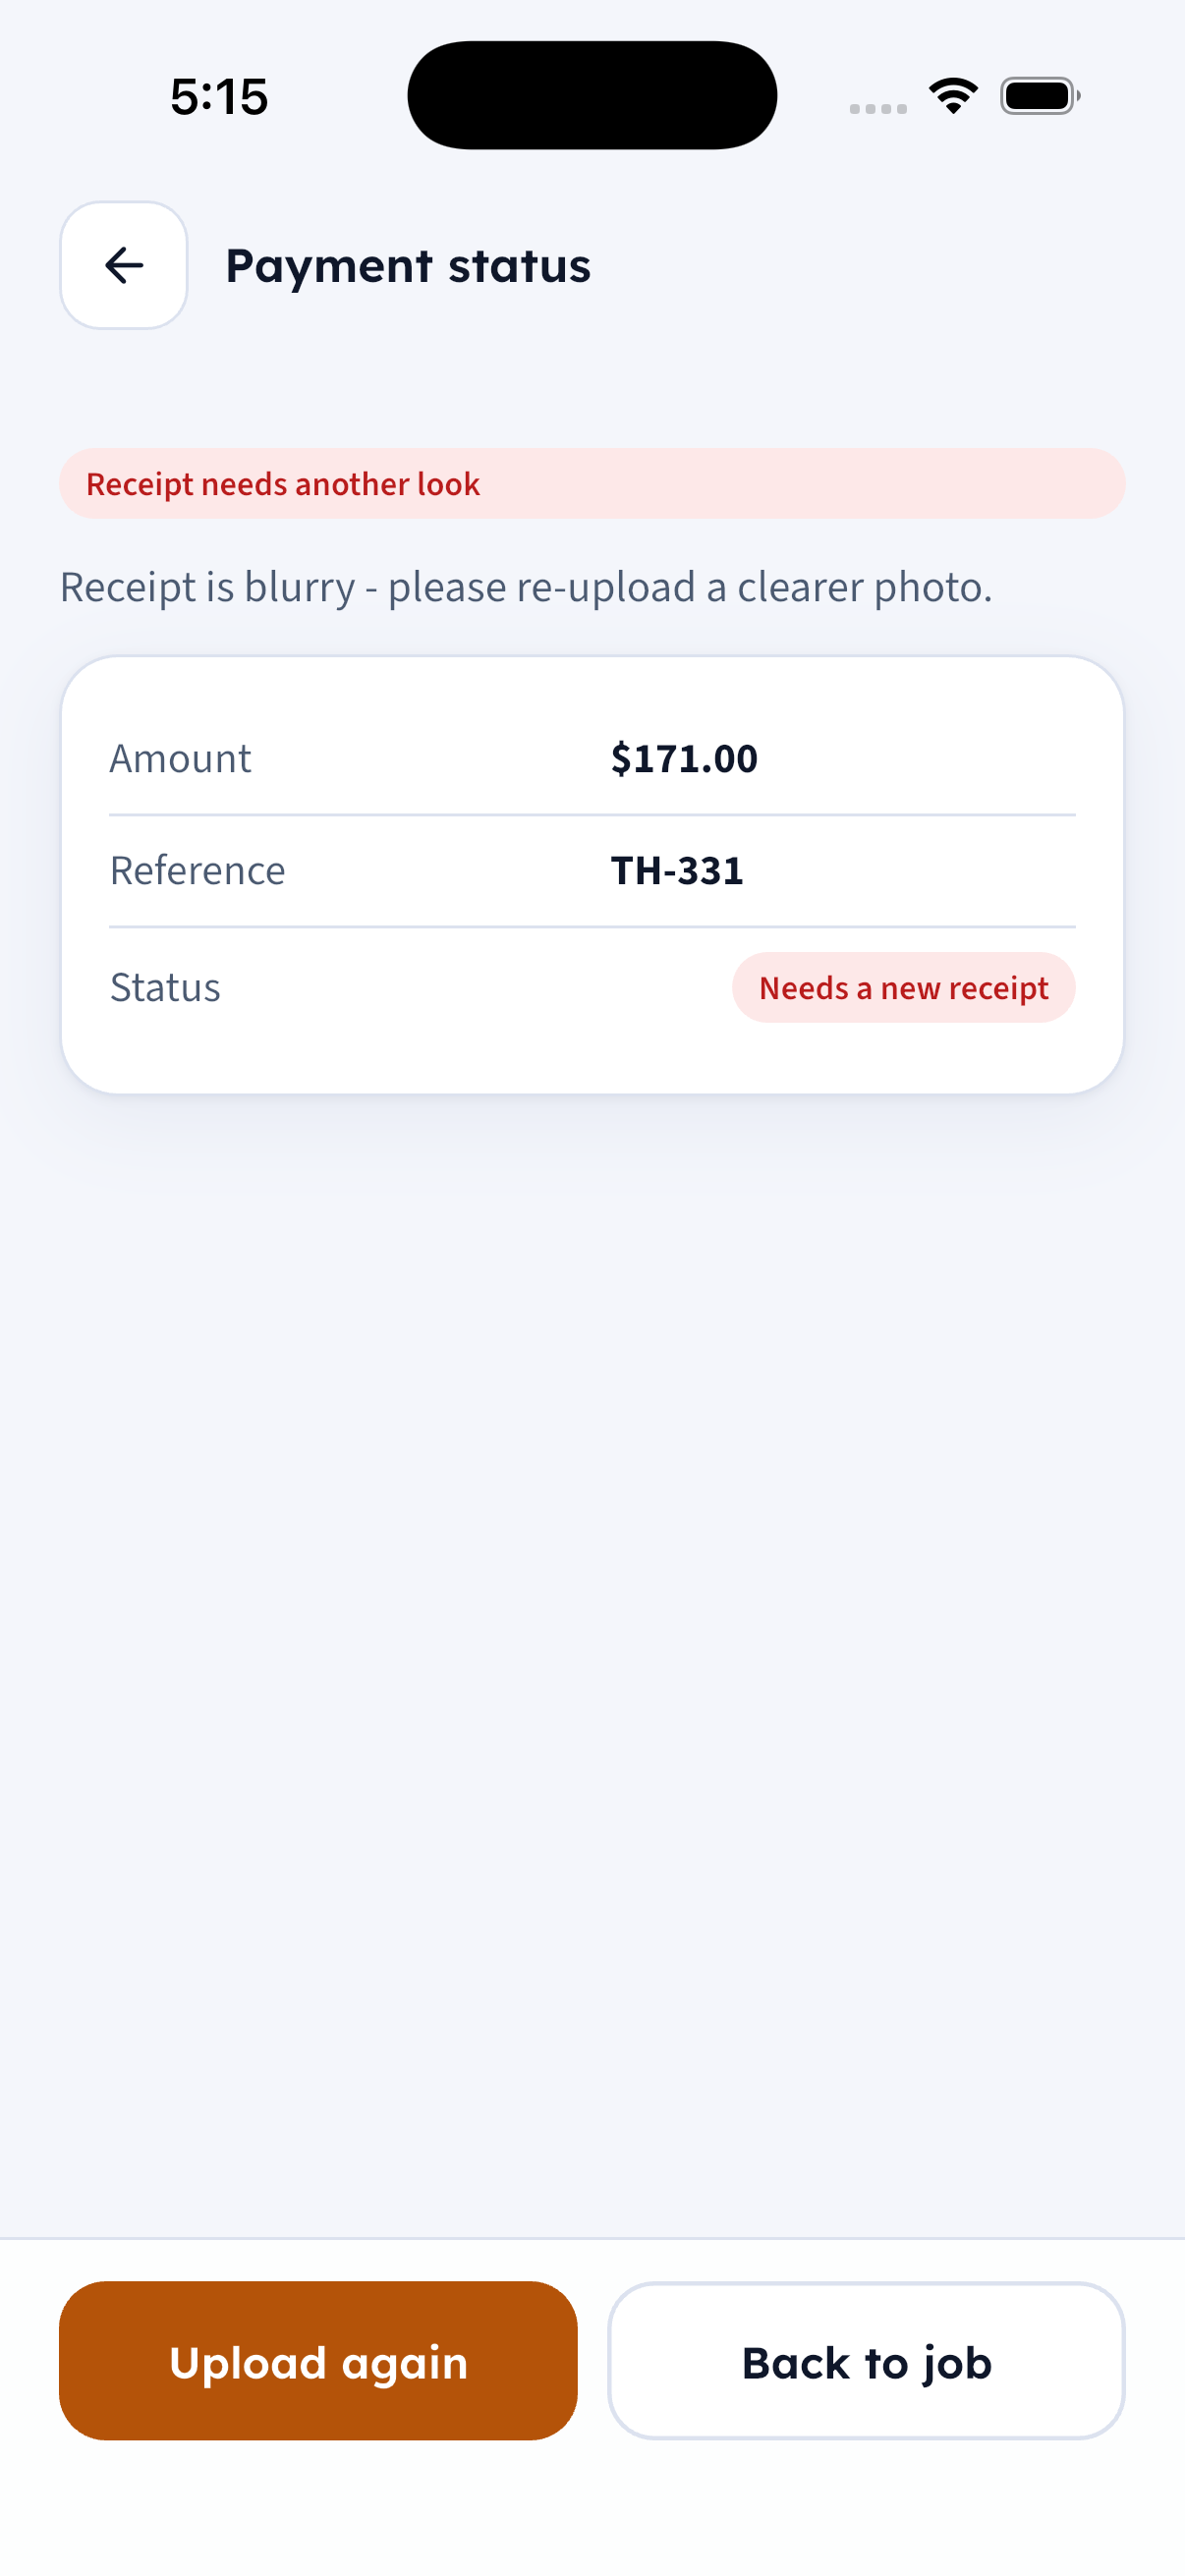 5:15
Payment status
Receipt needs another look
Receipt is blurry - please re-upload a clearer photo.
Amount $171.00
Reference TH-331
Status Needs a new receipt
Upload again Back to job